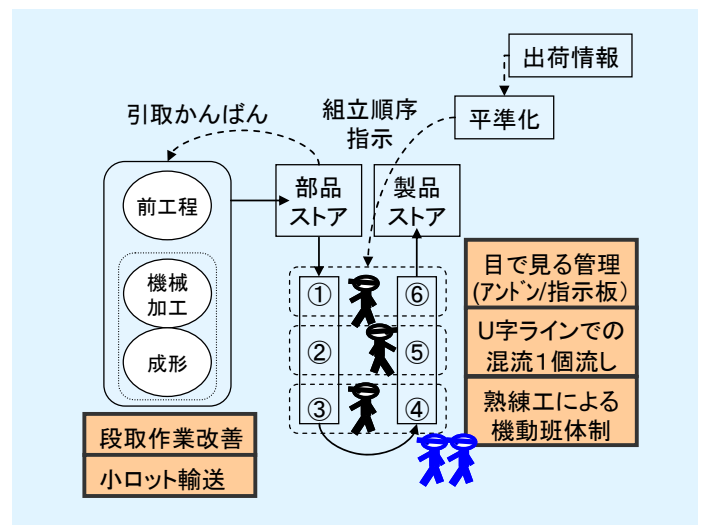 出荷情報
平準化
引取かんばん
組立順序
指示
部品
ストア
製品
ストア
前工程
機械
加工
成形
①
②
③
④
⑤
⑥
目で見る管理
(アンドン/指示板)
U字ラインでの
混流1個流し
熟練工による
機動班体制
段取作業改善
小ロット輸送